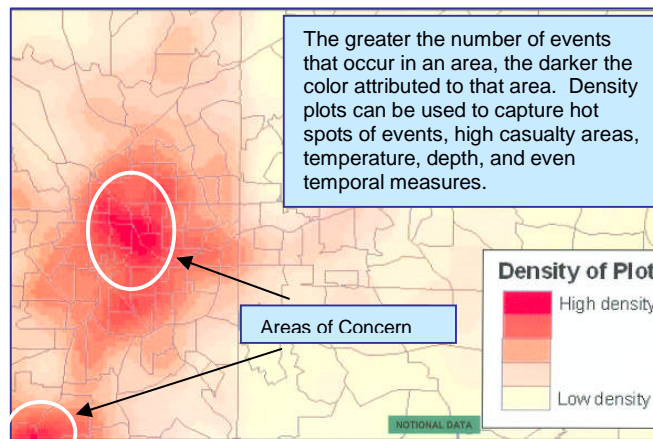 The greater the number of events
that occur in an area, the darker the
color attributed to that area.  Density
plots can be used to capture hot
spots of events, high casualty areas,
temperature, depth, and even
temporal measures.
Density of Plot
High density
Areas of Concern
Low density
NOTIONAL DATA